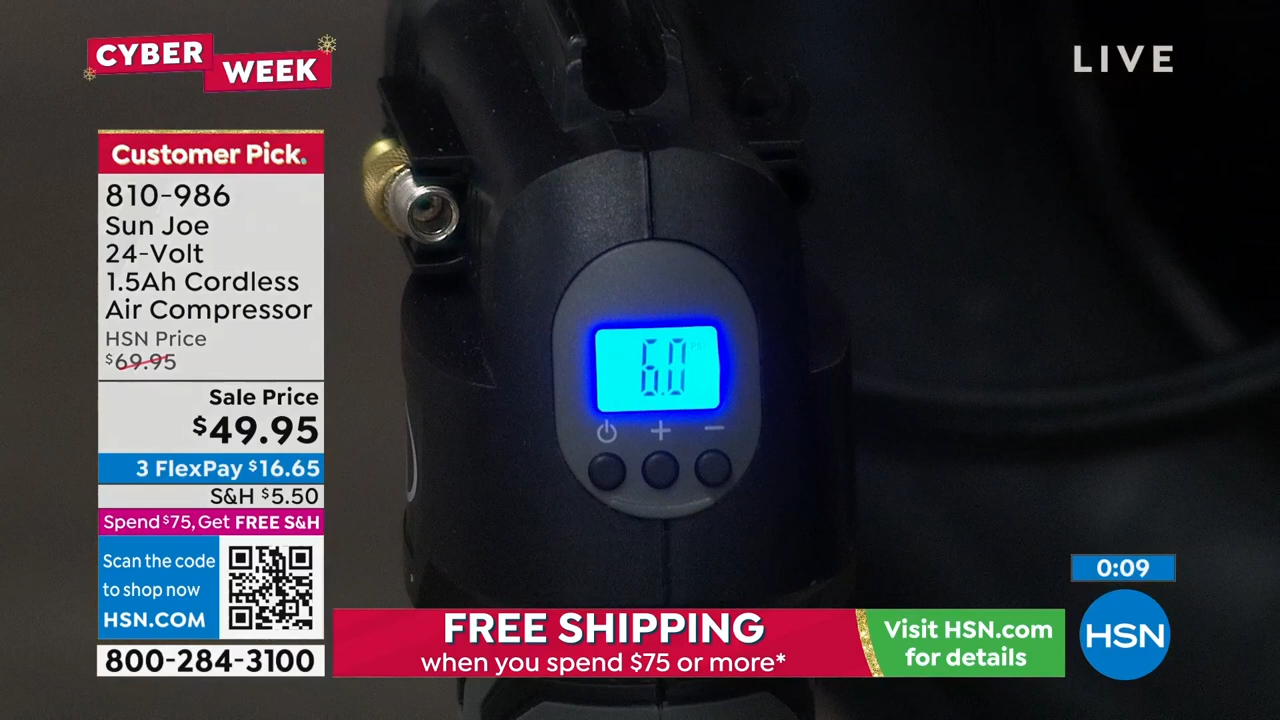 CYBER
WEEK
LIVE
Customer Pick.
810-986
Sun Joe
24-Volt
1.5Ah Cordless
Air Compressor
HSN Price
$69.95
Sale Price
$49.95
3 FlexPay $16.65
S&H $5.50
Spend $75, Get FREE S&H
Scan the code
to shop now
HSN.COM
800-284-3100
6.0 PSI
+ −
FREE SHIPPING
when you spend $75 or more*
Visit HSN.com
for details
0:09
HSN